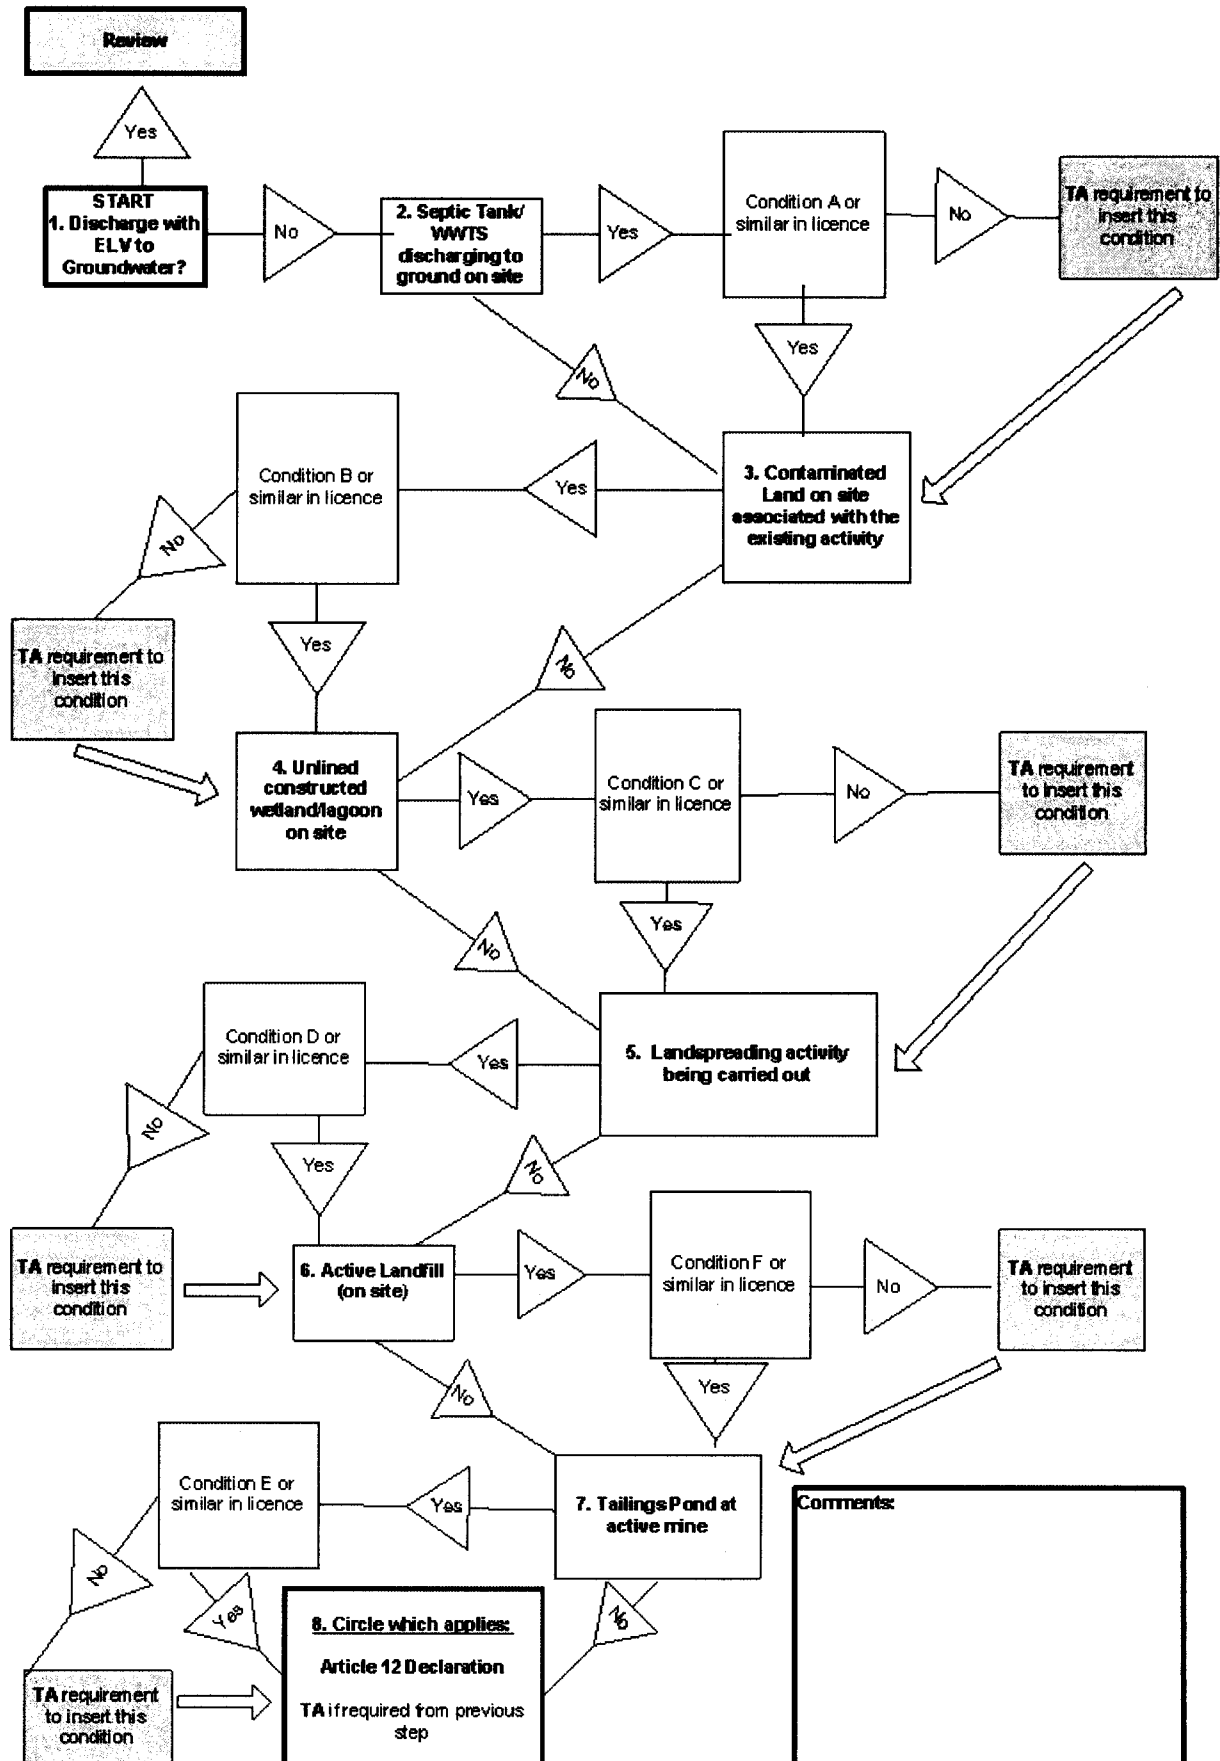 Review
Yes
START
1. Discharge with
ELV to
Groundwater?
No
2. Septic Tank/
WWTS
discharging to
ground on site
Yes
Condition A or
similar in licence
No
TA requirement to
insert this
condition
Yes
No
3. Contaminated
Land on site
associated with the
existing activity
Yes
Condition B or
similar in licence
No
TA requirement to
insert this
condition
Yes
No
4. Unlined
constructed
wetland/lagoon
on site
Yes
Condition C or
similar in licence
No
TA requirement
to insert this
condition
Yes
No
5. Landspreading activity
being carried out
Yes
Condition D or
similar in licence
No
TA requirement to
insert this
condition
Yes
No
6. Active Landfill
(on site)
Yes
Condition F or
similar in licence
No
TA requirement
to insert this
condition
Yes
No
7. Tailings Pond at
active mine
Yes
Condition E or
similar in licence
No
TA requirement
to insert this
condition
Yes
No
8. Circle which applies:
Article 12 Declaration
TA if required from previous
step
Comments: